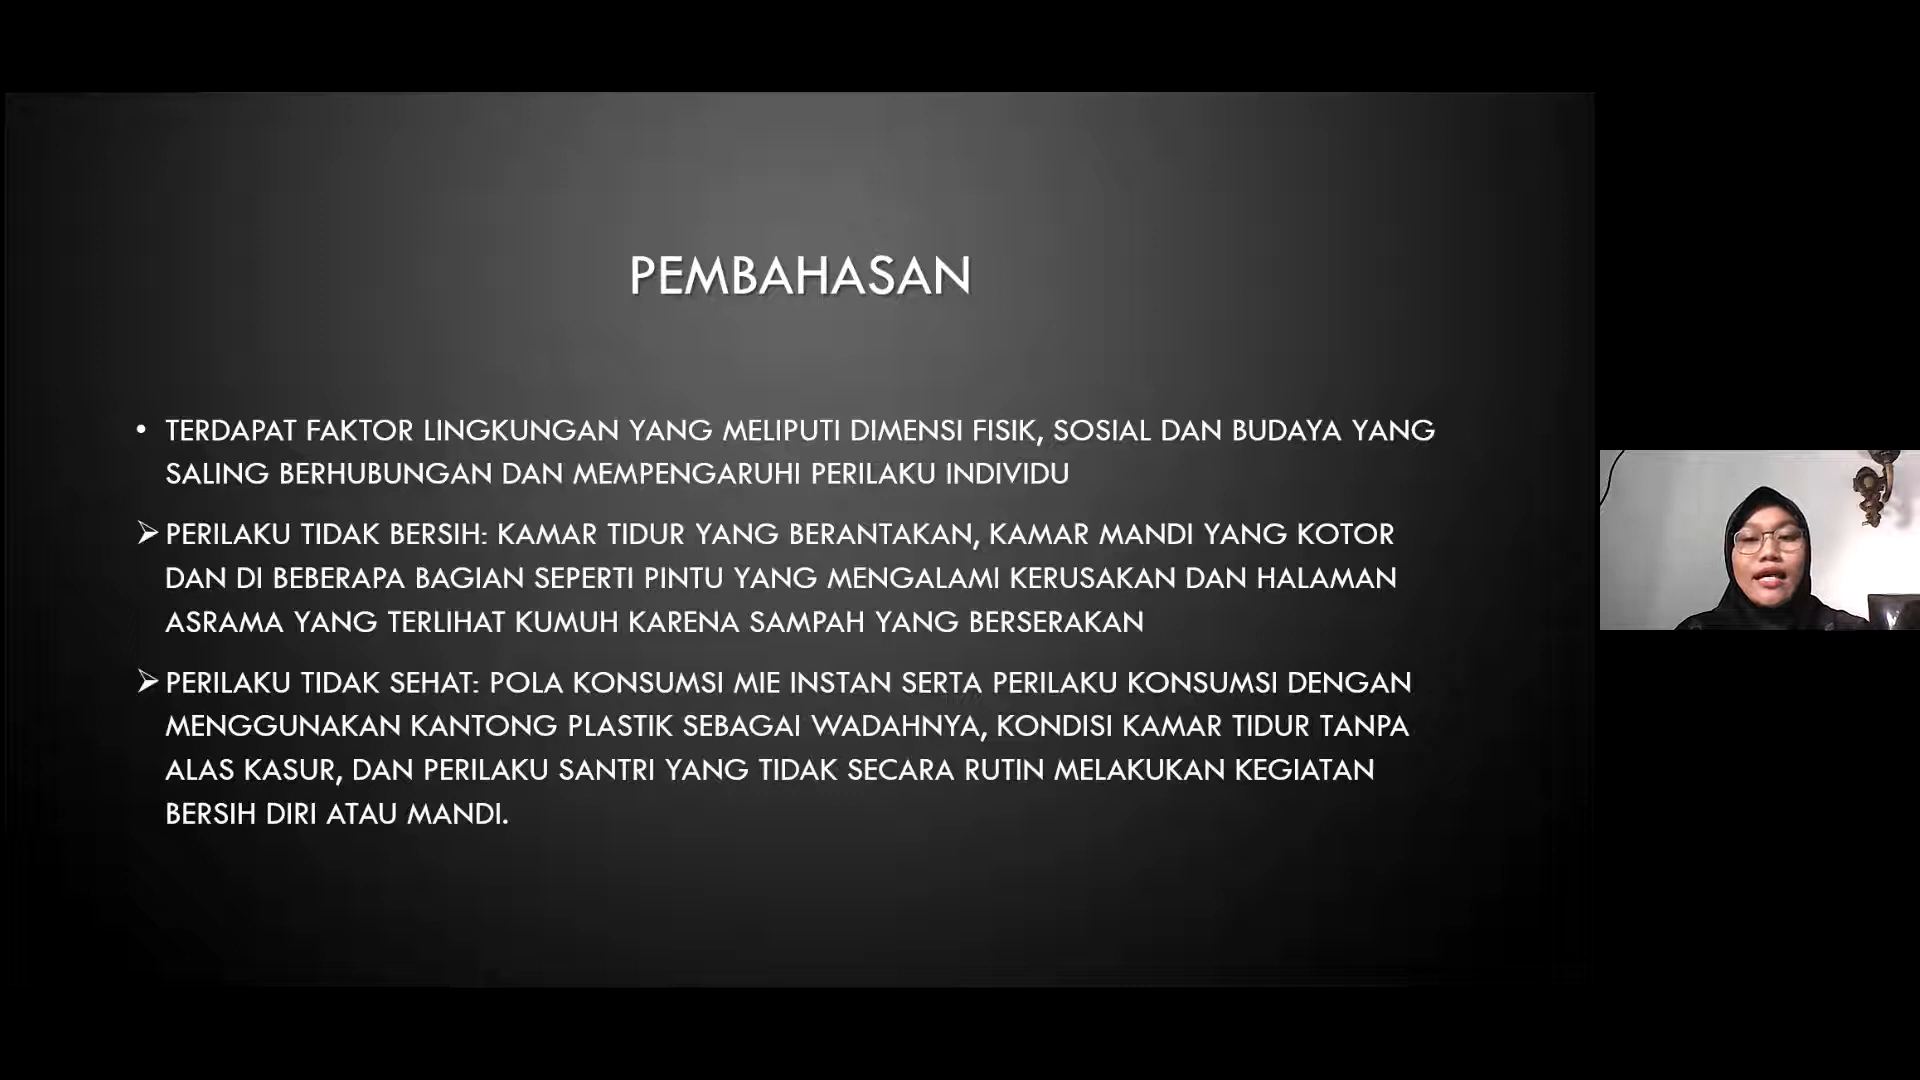 PEMBAHASAN
• TERDAPAT FAKTOR LINGKUNGAN YANG MELIPUTI DIMENSI FISIK, SOSIAL DAN BUDAYA YANG
SALING BERHUBUNGAN DAN MEMPENGARUHI PERILAKU INDIVIDU
➢ PERILAKU TIDAK BERSIH: KAMAR TIDUR YANG BERANTAKAN, KAMAR MANDI YANG KOTOR
DAN DI BEBERAPA BAGIAN SEPERTI PINTU YANG MENGALAMI KERUSAKAN DAN HALAMAN
ASRAMA YANG TERLIHAT KUMUH KARENA SAMPAH YANG BERSERAKAN
➢ PERILAKU TIDAK SEHAT: POLA KONSUMSI MIE INSTAN SERTA PERILAKU KONSUMSI DENGAN
MENGGUNAKAN KANTONG PLASTIK SEBAGAI WADAHNYA, KONDISI KAMAR TIDUR TANPA
ALAS KASUR, DAN PERILAKU SANTRI YANG TIDAK SECARA RUTIN MELAKUKAN KEGIATAN
BERSIH DIRI ATAU MANDI.